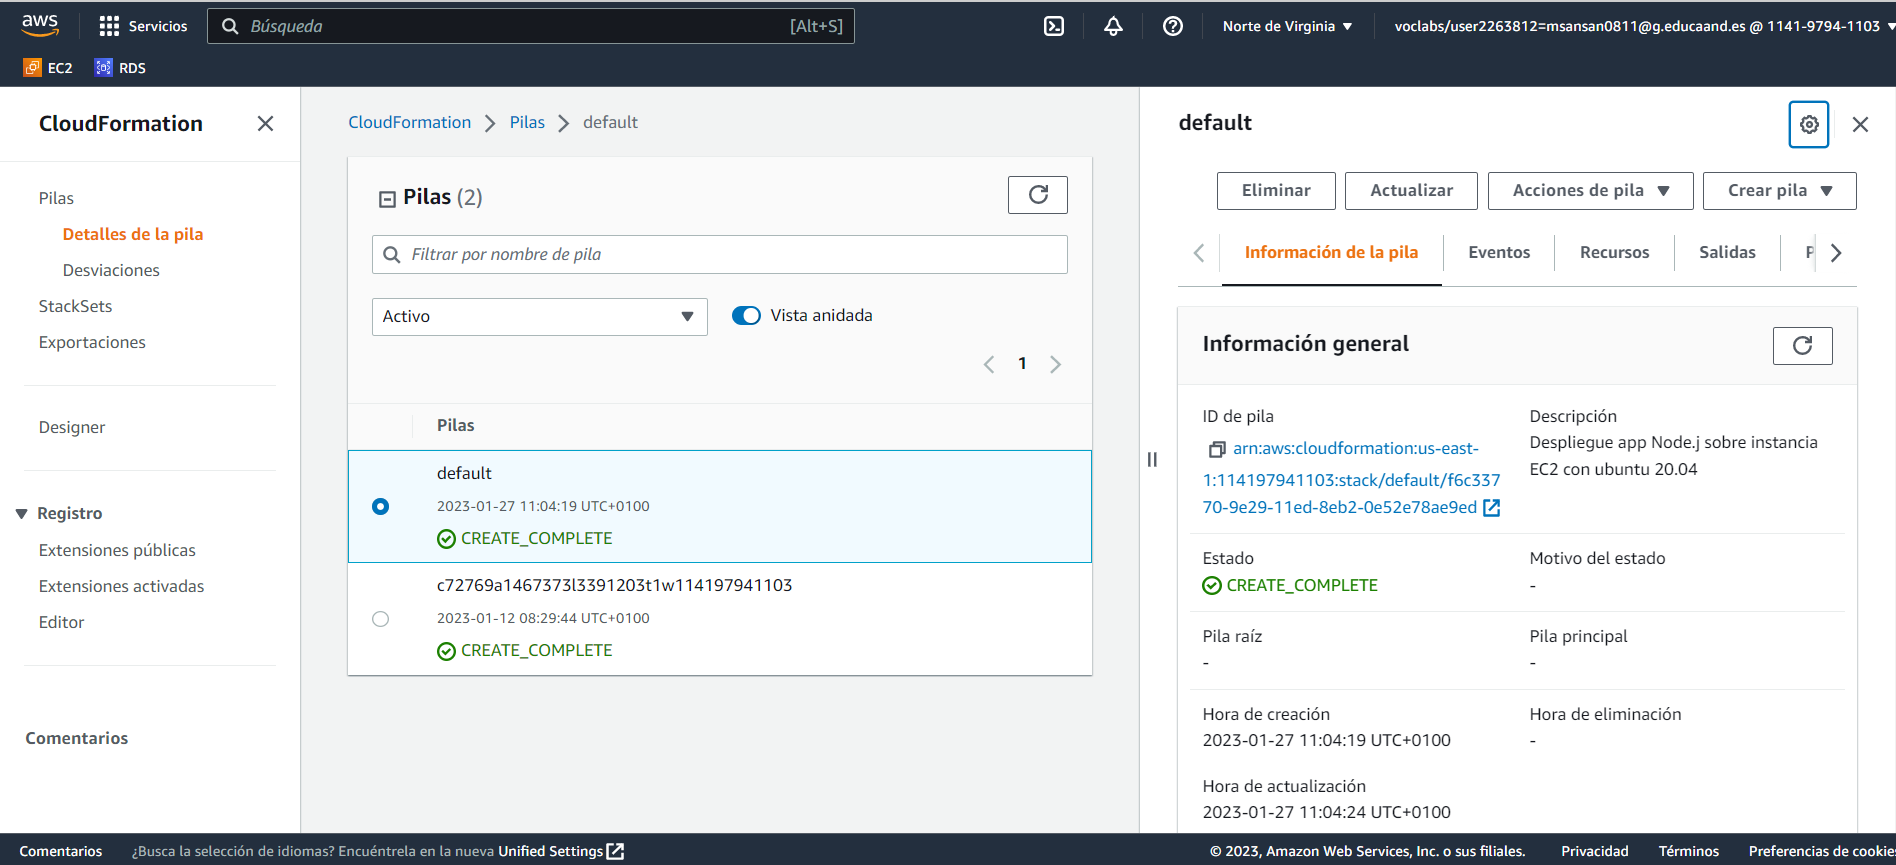 aws
Servicios
Búsqueda
[Alt+S]
Norte de Virginia
voclabs/user2263812=msansan0811@g.educaand.es @ 1141-9794-1103
EC2
RDS
CloudFormation
Pilas
Detalles de la pila
Desviaciones
StackSets
Exportaciones
Designer
Registro
Extensiones públicas
Extensiones activadas
Editor
Comentarios
CloudFormation
Pilas
default
Pilas (2)
Filtrar por nombre de pila
Activo
Vista anidada
1
Pilas
default
2023-01-27 11:04:19 UTC+0100
CREATE_COMPLETE
c72769a1467373l3391203t1w114197941103
2023-01-12 08:29:44 UTC+0100
CREATE_COMPLETE
default
Eliminar
Actualizar
Acciones de pila
Crear pila
Información de la pila
Eventos
Recursos
Salidas
Información general
ID de pila
arn:aws:cloudformation:us-east-
1:114197941103:stack/default/f6c337
70-9e29-11ed-8eb2-0e52e78ae9ed
Descripción
Despliegue app Node.j sobre instancia
EC2 con ubuntu 20.04
Estado
CREATE_COMPLETE
Motivo del estado
-
Pila raíz
-
Pila principal
-
Hora de creación
2023-01-27 11:04:19 UTC+0100
Hora de eliminación
-
Hora de actualización
2023-01-27 11:04:24 UTC+0100
Comentarios
¿Busca la selección de idiomas? Encuéntrela en la nueva Unified Settings
© 2023, Amazon Web Services, Inc. o sus filiales.
Privacidad
Términos
Preferencias de cookies